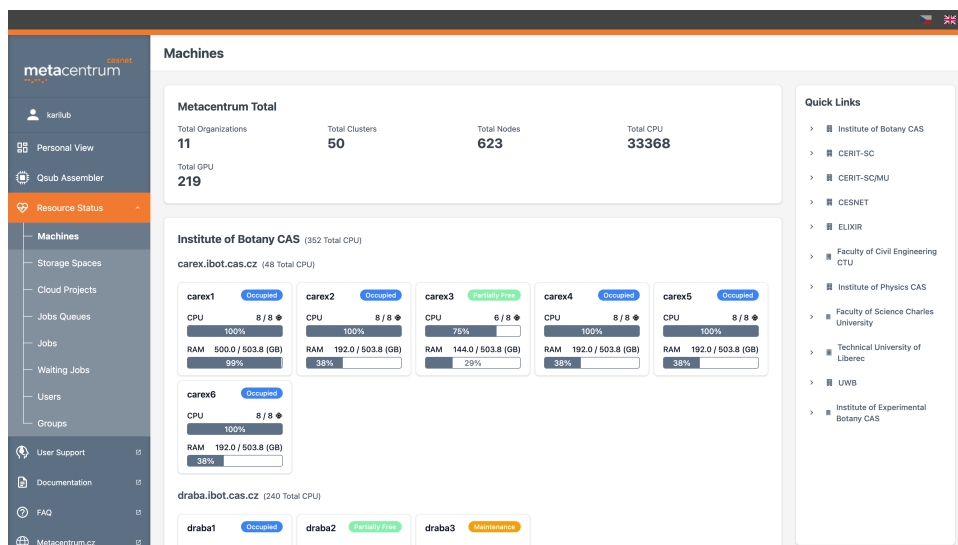 cesnet
metacentrum
karilub
Personal View
Qsub Assembler
Resource Status
Machines
Storage Spaces
Cloud Projects
Jobs Queues
Jobs
Waiting Jobs
Users
Groups
User Support
Documentation
FAQ
Metacentrum.cz
Machines
Metacentrum Total
Total Organizations
11
Total Clusters
50
Total Nodes
623
Total CPU
33368
Total GPU
219
Institute of Botany CAS (352 Total CPU)
carex.ibot.cas.cz (48 Total CPU)
carex1 Occupied
CPU 8 / 8
100%
RAM 500.0 / 503.8 (GB)
99%
carex2 Occupied
CPU 8 / 8
100%
RAM 192.0 / 503.8 (GB)
38%
carex3 Partially Free
CPU 6 / 8
75%
RAM 144.0 / 503.8 (GB)
29%
carex4 Occupied
CPU 8 / 8
100%
RAM 192.0 / 503.8 (GB)
38%
carex5 Occupied
CPU 8 / 8
100%
RAM 192.0 / 503.8 (GB)
38%
carex6 Occupied
CPU 8 / 8
100%
RAM 192.0 / 503.8 (GB)
38%
draba.ibot.cas.cz (240 Total CPU)
draba1 Occupied
draba2 Partially Free
draba3 Maintenance
Quick Links
Institute of Botany CAS
CERIT-SC
CERIT-SC/MU
CESNET
ELIXIR
Faculty of Civil Engineering
CTU
Institute of Physics CAS
Faculty of Science Charles
University
Technical University of
Liberec
UWB
Institute of Experimental
Botany CAS